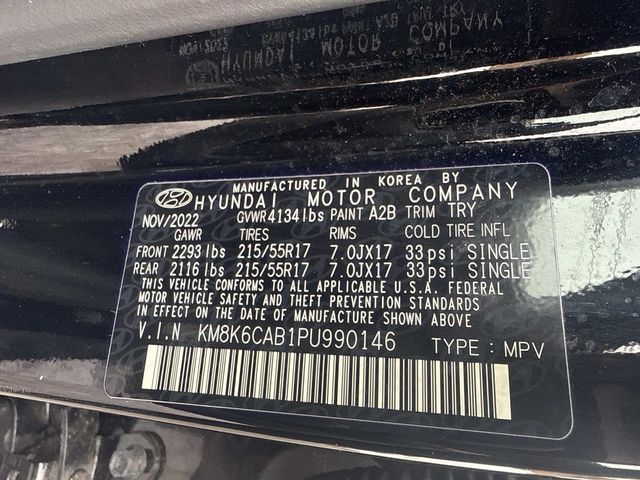 MANUFACTURED IN KOREA BY
HYUNDAI MOTOR COMPANY
NOV/2022 GVWR 4134lbs PAINT A2B TRIM TRY
GAWR TIRES RIMS COLD TIRE INFL
FRONT 2293lbs 215/55R17 7.0JX17 33psi SINGLE
REAR 2116lbs 215/55R17 7.0JX17 33psi SINGLE
THIS VEHICLE CONFORMS TO ALL APPLICABLE U.S.A. FEDERAL
MOTOR VEHICLE SAFETY AND THEFT PREVENTION STANDARDS
IN EFFECT ON THE DATE OF MANUFACTURE SHOWN ABOVE
V.I.N KM8K6CAB1PU990146 TYPE : MPV